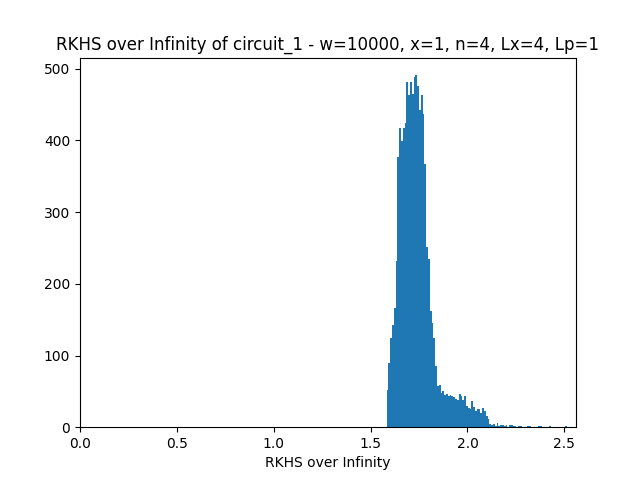 RKHS over Infinity of circuit_1 - w=10000, x=1, n=4, Lx=4, Lp=1
500
400
300
200
100
0
0.0 0.5 1.0 1.5 2.0 2.5
RKHS over Infinity